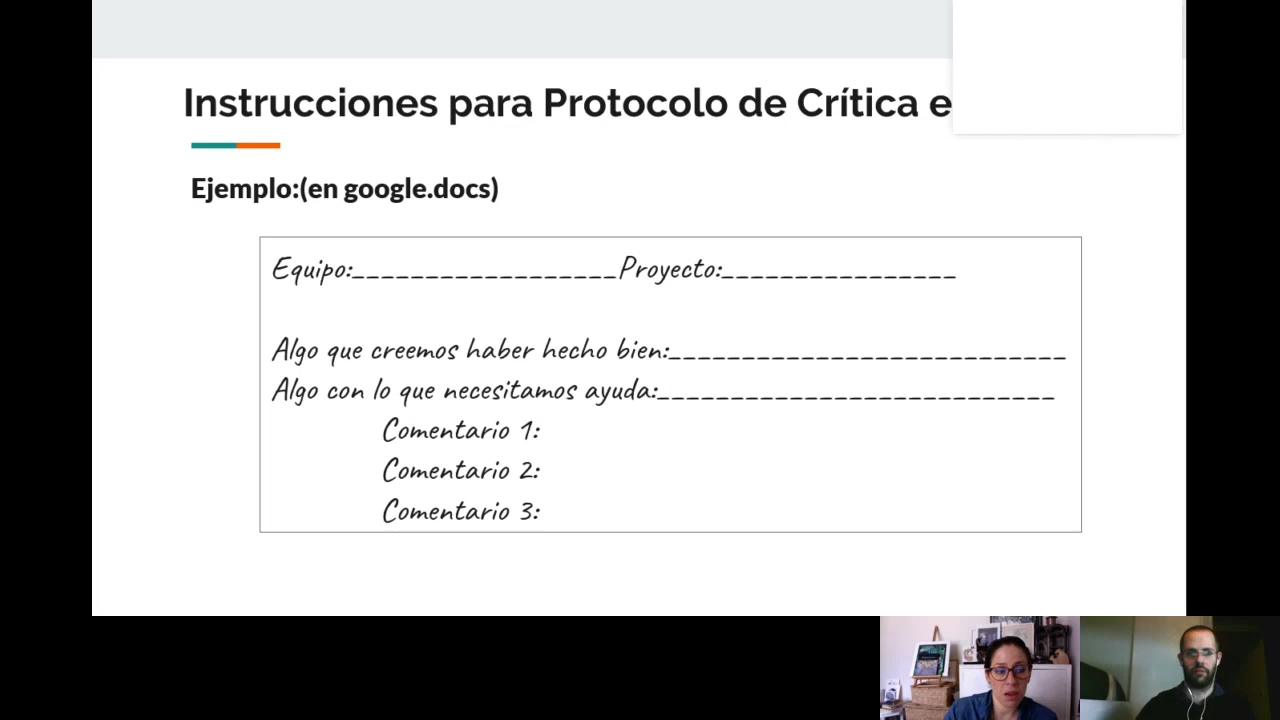 Instrucciones para Protocolo de Crítica e
Ejemplo:(en google.docs)
Equipo:__________________Proyecto:________________
Algo que creemos haber hecho bien:___________________________
Algo con lo que necesitamos ayuda:___________________________
Comentario 1:
Comentario 2:
Comentario 3: